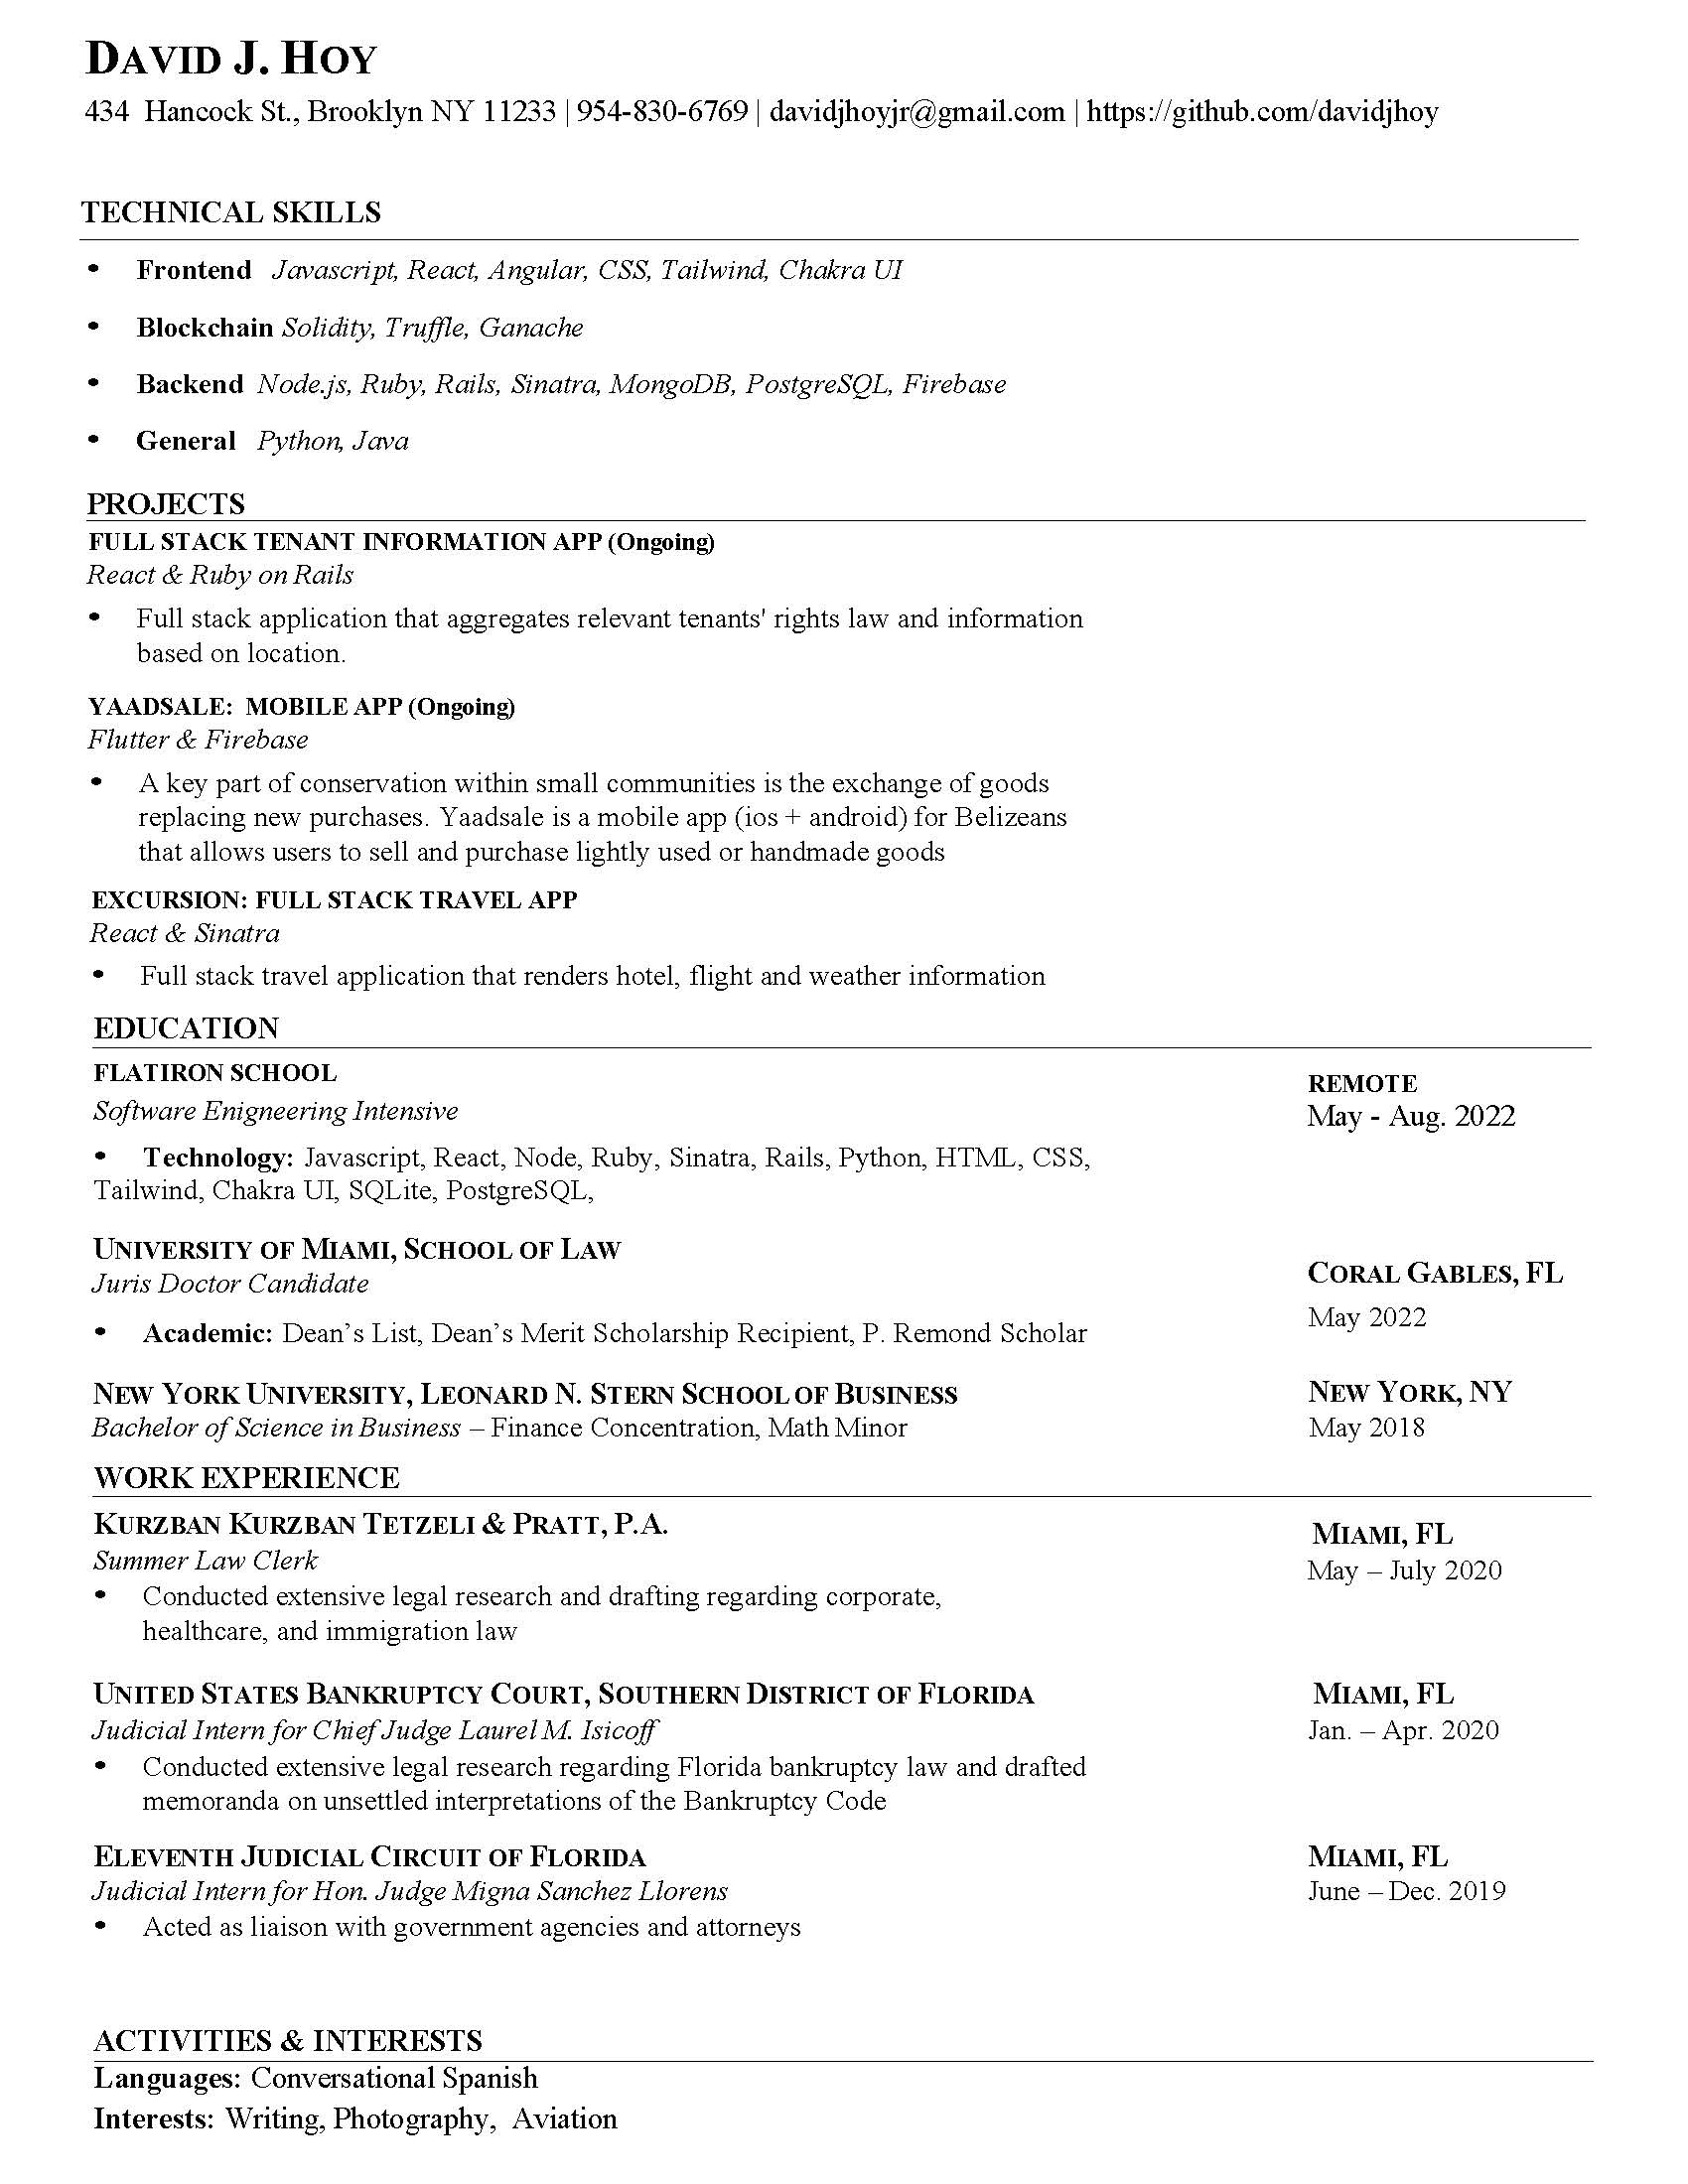 DAVID J. HOY
434 Hancock St., Brooklyn NY 11233 | 954-830-6769 | davidjhoyjr@gmail.com | https://github.com/davidjhoy
TECHNICAL SKILLS
• Frontend Javascript, React, Angular, CSS, Tailwind, Chakra UI
• Blockchain Solidity, Truffle, Ganache
• Backend Node.js, Ruby, Rails, Sinatra, MongoDB, PostgreSQL, Firebase
• General Python, Java
PROJECTS
FULL STACK TENANT INFORMATION APP (Ongoing)
React & Ruby on Rails
• Full stack application that aggregates relevant tenants' rights law and information
based on location.
YAADSALE: MOBILE APP (Ongoing)
Flutter & Firebase
• A key part of conservation within small communities is the exchange of goods
replacing new purchases. Yaadsale is a mobile app (ios + android) for Belizeans
that allows users to sell and purchase lightly used or handmade goods
EXCURSION: FULL STACK TRAVEL APP
React & Sinatra
• Full stack travel application that renders hotel, flight and weather information
EDUCATION
FLATIRON SCHOOL
REMOTE
Software Enigneering Intensive
May - Aug. 2022
• Technology: Javascript, React, Node, Ruby, Sinatra, Rails, Python, HTML, CSS,
Tailwind, Chakra UI, SQLite, PostgreSQL,
UNIVERSITY OF MIAMI, SCHOOL OF LAW
CORAL GABLES, FL
Juris Doctor Candidate
May 2022
• Academic: Dean’s List, Dean’s Merit Scholarship Recipient, P. Remond Scholar
NEW YORK UNIVERSITY, LEONARD N. STERN SCHOOL OF BUSINESS
NEW YORK, NY
Bachelor of Science in Business – Finance Concentration, Math Minor
May 2018
WORK EXPERIENCE
KURZBAN KURZBAN TETZELI & PRATT, P.A.
MIAMI, FL
Summer Law Clerk
May – July 2020
• Conducted extensive legal research and drafting regarding corporate,
healthcare, and immigration law
UNITED STATES BANKRUPTCY COURT, SOUTHERN DISTRICT OF FLORIDA
MIAMI, FL
Judicial Intern for Chief Judge Laurel M. Isicoff
Jan. – Apr. 2020
• Conducted extensive legal research regarding Florida bankruptcy law and drafted
memoranda on unsettled interpretations of the Bankruptcy Code
ELEVENTH JUDICIAL CIRCUIT OF FLORIDA
MIAMI, FL
Judicial Intern for Hon. Judge Migna Sanchez Llorens
June – Dec. 2019
• Acted as liaison with government agencies and attorneys
ACTIVITIES & INTERESTS
Languages: Conversational Spanish
Interests: Writing, Photography, Aviation